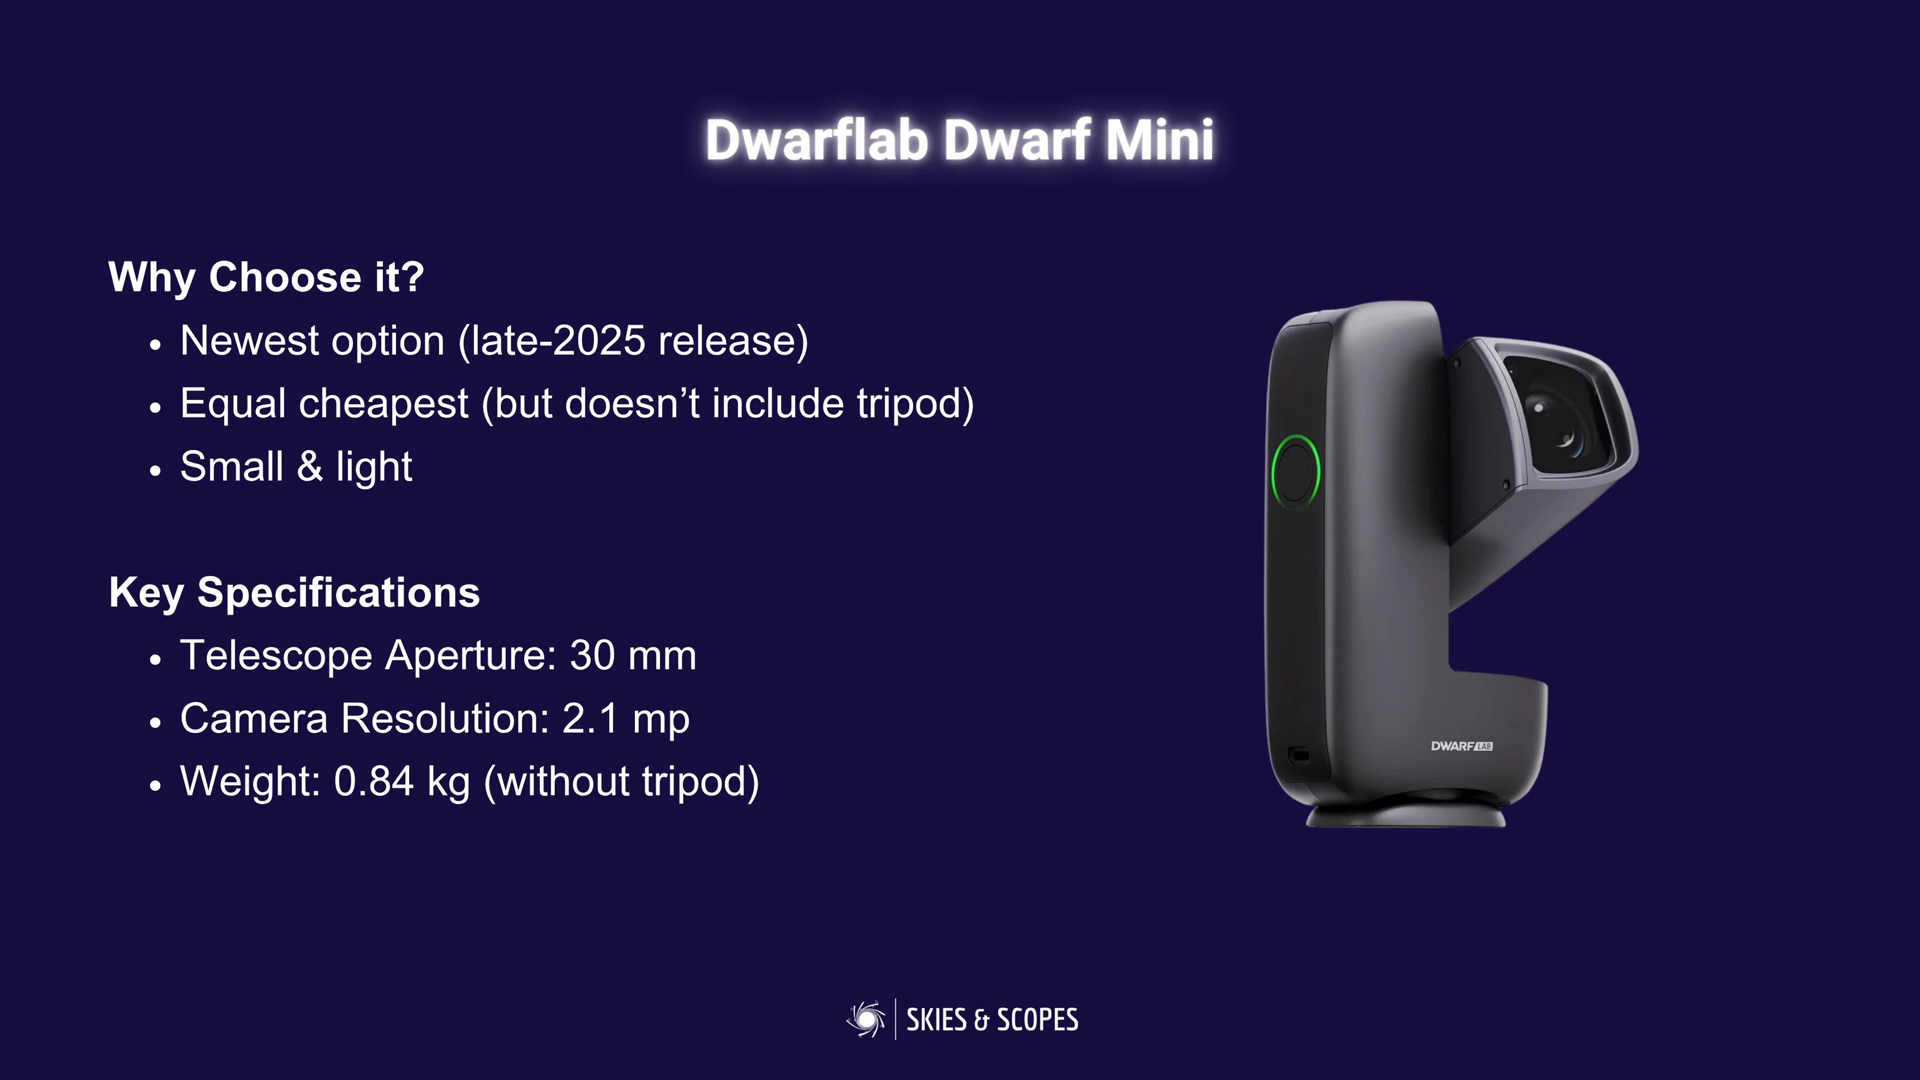 Dwarflab Dwarf Mini
Why Choose it?
• Newest option (late-2025 release)
• Equal cheapest (but doesn’t include tripod)
• Small & light
Key Specifications
• Telescope Aperture: 30 mm
• Camera Resolution: 2.1 mp
• Weight: 0.84 kg (without tripod)
DWARFLAB
SKIES & SCOPES